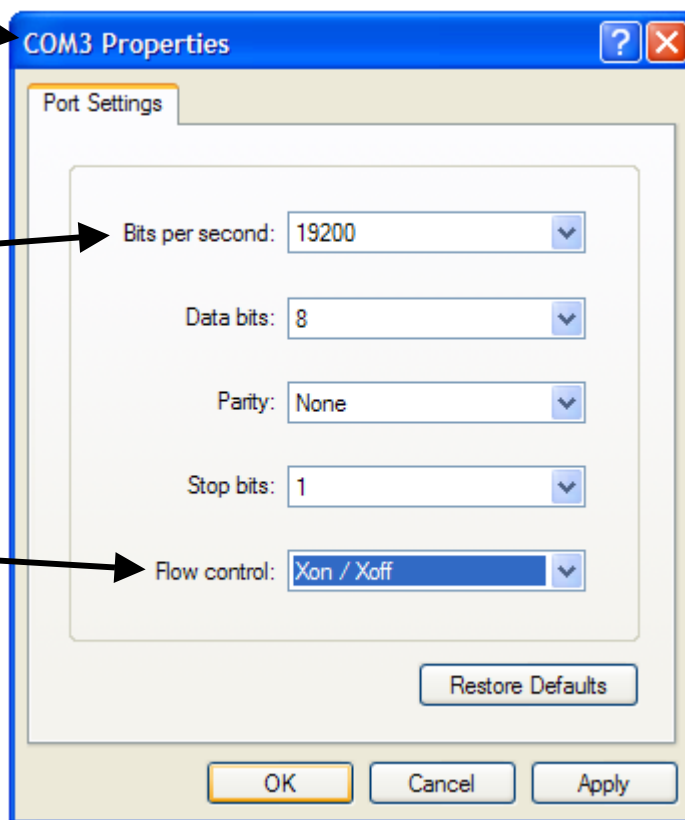 COM3 Properties
Port Settings
Bits per second: 19200
Data bits: 8
Parity: None
Stop bits: 1
Flow control: Xon / Xoff
Restore Defaults
OK Cancel Apply